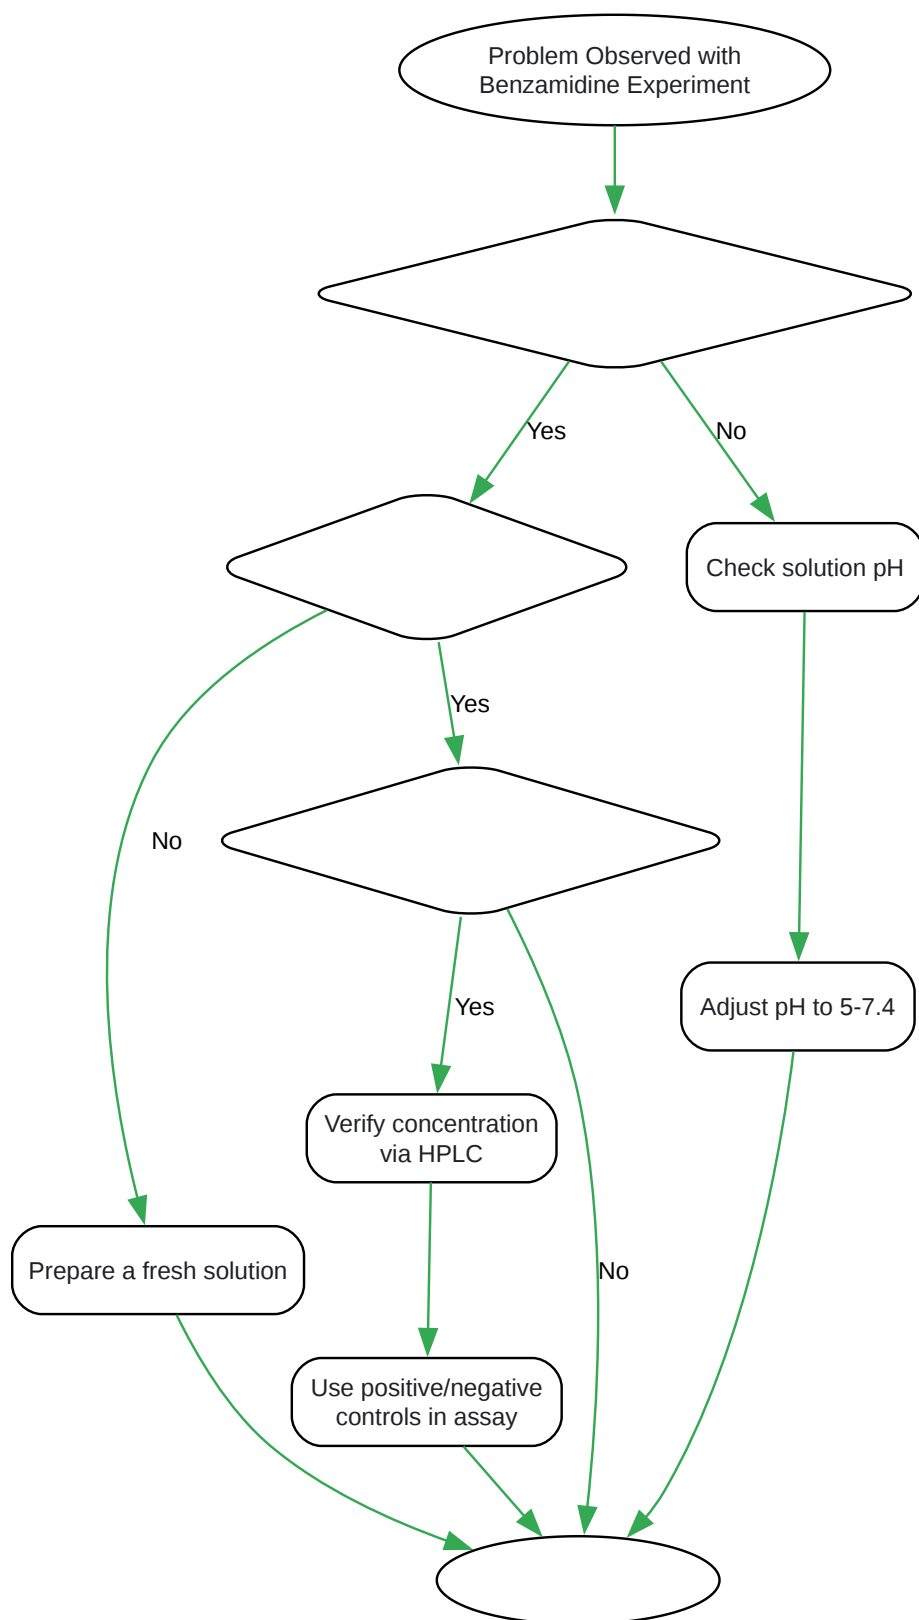 Problem Observed with
Benzamidine Experiment
Yes
No
Check solution pH
Yes
No
Adjust pH to 5-7.4
Yes
Verify concentration
via HPLC
Prepare a fresh solution
No
Use positive/negative
controls in assay